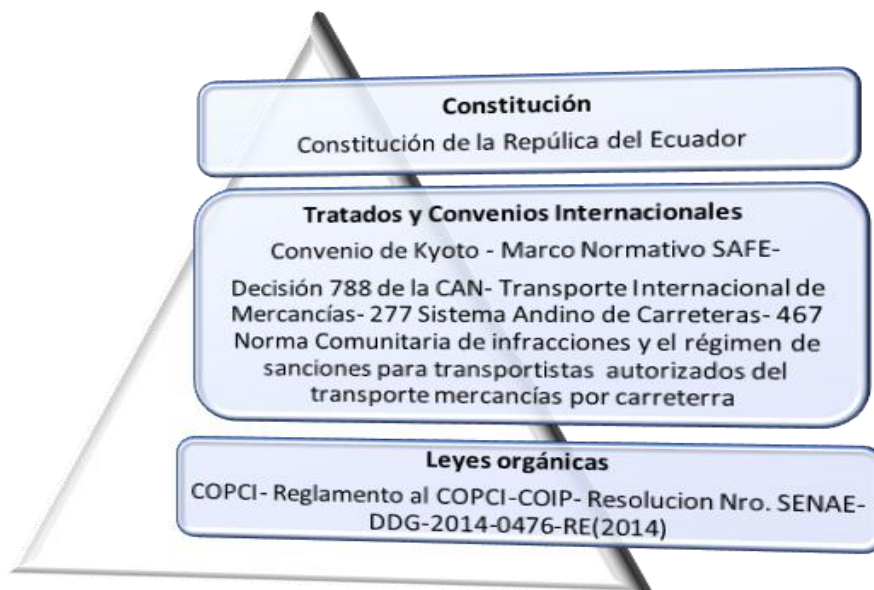 Constitución
Constitución de la Repúlica del Ecuador
Tratados y Convenios Internacionales
Convenio de Kyoto - Marco Normativo SAFE-
Decisión 788 de la CAN- Transporte Internacional de
Mercancías- 277 Sistema Andino de Carreteras- 467
Norma Comunitaria de infracciones y el régimen de
sanciones para transportistas autorizados del
transporte mercancías por carreterra
Leyes orgánicas
COPCI- Reglamento al COPCI-COIP- Resolucion Nro. SENAE-
DDG-2014-0476-RE(2014)